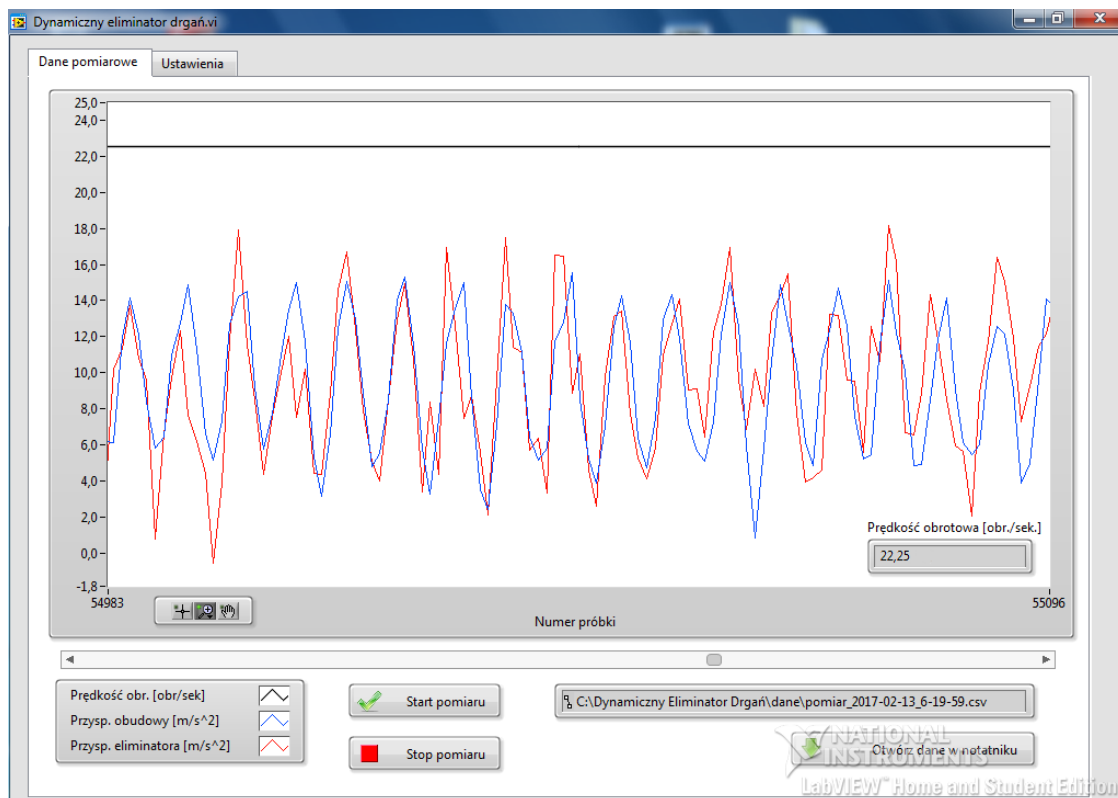 Dynamiczny eliminator drgań.vi
Dane pomiarowe
Ustawienia
25,0
24,0
22,0
20,0
18,0
16,0
14,0
12,0
10,0
8,0
6,0
4,0
2,0
0,0
-1,8
Prędkość obrotowa [obr./sek.]
22,25
54983
55096
Numer próbki
Prędkość obr. [obr/sek]
Przysp. obudowy [m/s^2]
Przysp. eliminatora [m/s^2]
Start pomiaru
Stop pomiaru
C:\Dynamiczny Eliminator Drgań\dane\pomiar_2017-02-13_6-19-59.csv
Otwórz dane w notatniku
NATIONAL
INSTRUMENTS
LabVIEW™ Home and Student Edition